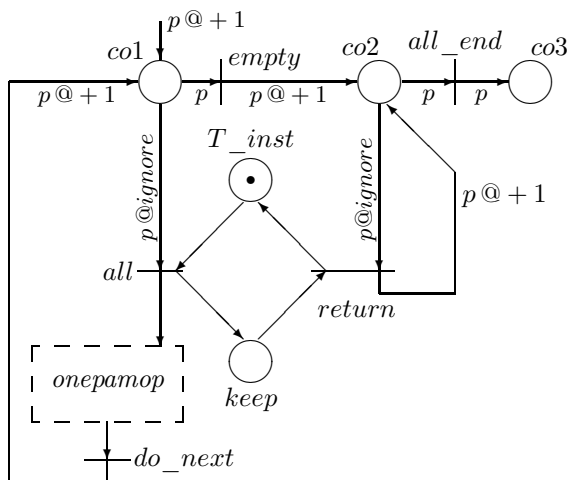 p @ + 1
co1
empty
co2
all_end
co3
p @ + 1
p
p @ + 1
p
p
T_inst
p@ignore
p@ignore
p @ + 1
all
return
onepamop
keep
do_next